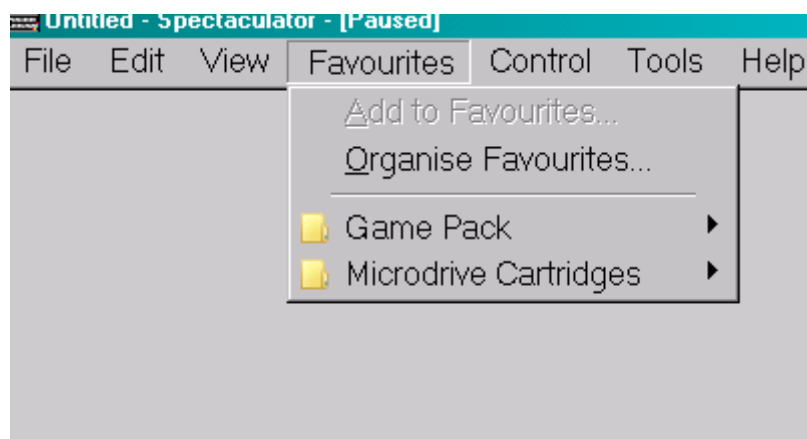 Untitled - Spectaculator - [Paused]
File Edit View Favourites Control Tools Help
Add to Favourites...
Organise Favourites...
Game Pack
Microdrive Cartridges